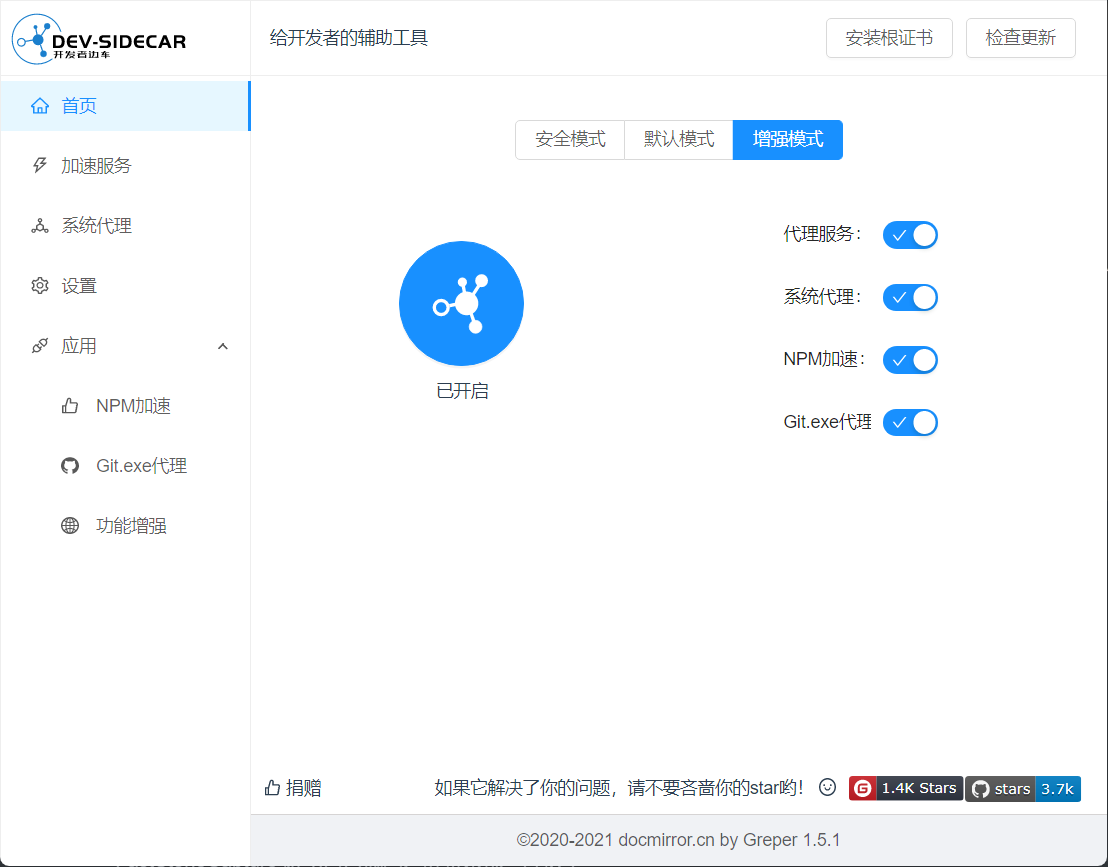 DEV-SIDECAR
开发者边车
给开发者的辅助工具
安装根证书
检查更新
首页
加速服务
系统代理
设置
应用
NPM加速
Git.exe代理
功能增强
安全模式
默认模式
增强模式
已开启
代理服务：
系统代理：
NPM加速：
Git.exe代理
捐赠
如果它解决了你的问题，请不要吝啬你的star哟！
G 1.4K Stars
stars 3.7k
©2020-2021 docmirror.cn by Greper 1.5.1